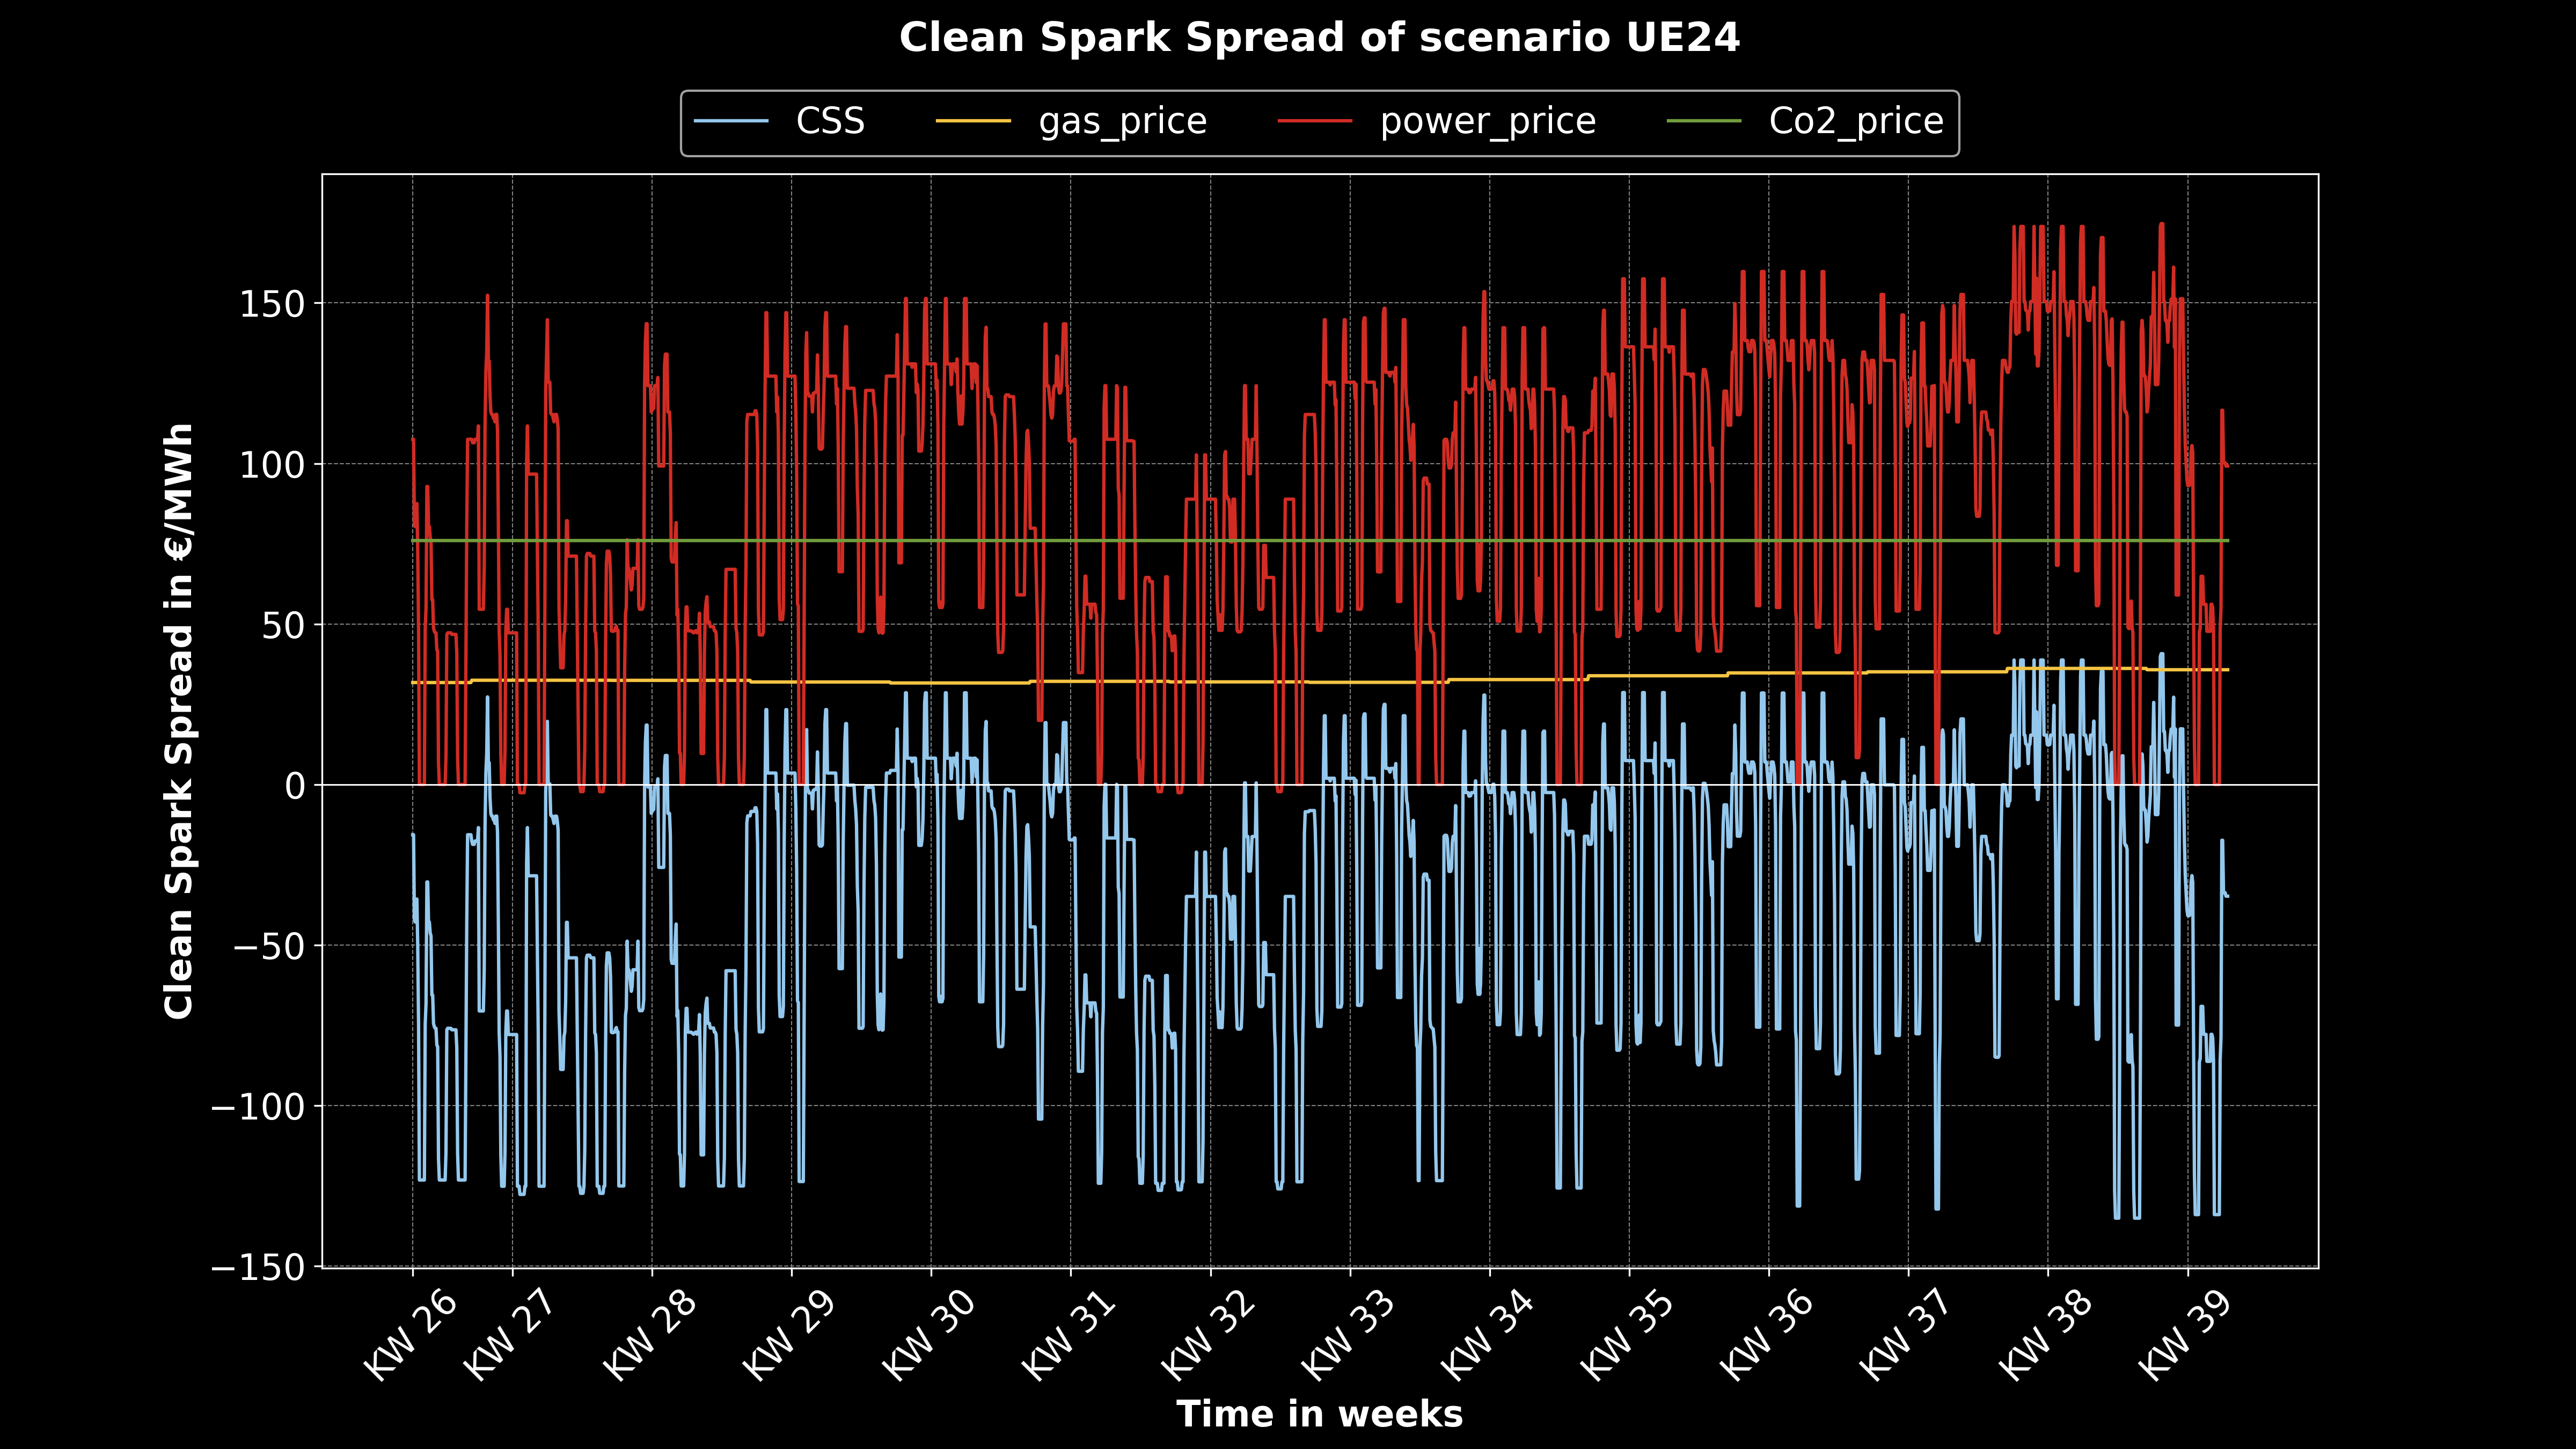 Clean Spark Spread of scenario UE24
CSS gas_price power_price Co2_price
Clean Spark Spread in €/MWh
150
100
50
0
−50
−100
−150
KW 26 KW 27 KW 28 KW 29 KW 30 KW 31 KW 32 KW 33 KW 34 KW 35 KW 36 KW 37 KW 38 KW 39
Time in weeks